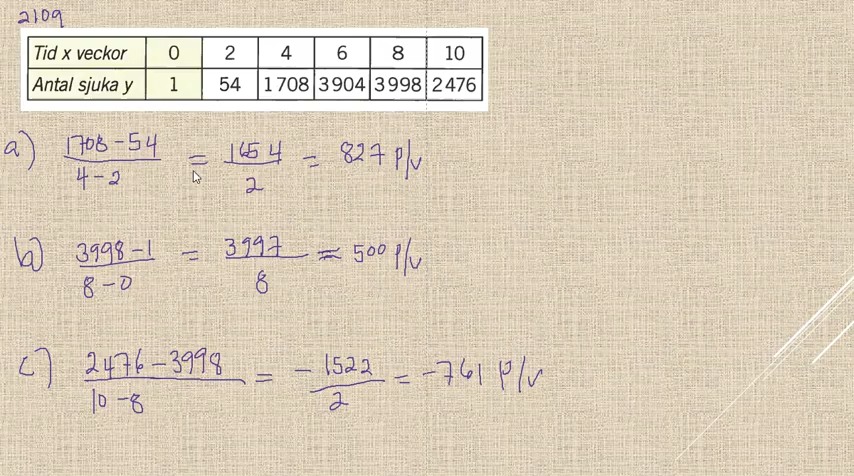 2109
Tid x veckor 0 2 4 6 8 10
Antal sjuka y 1 54 1708 3904 3998 2476
a) (1708 - 54)/(4 - 2) = 1654/2 = 827 P/v
b) (3998 - 1)/(8 - 0) = 3997/8 = 500 P/v
c) (2476 - 3998)/(10 - 8) = -1522/2 = -761 P/v